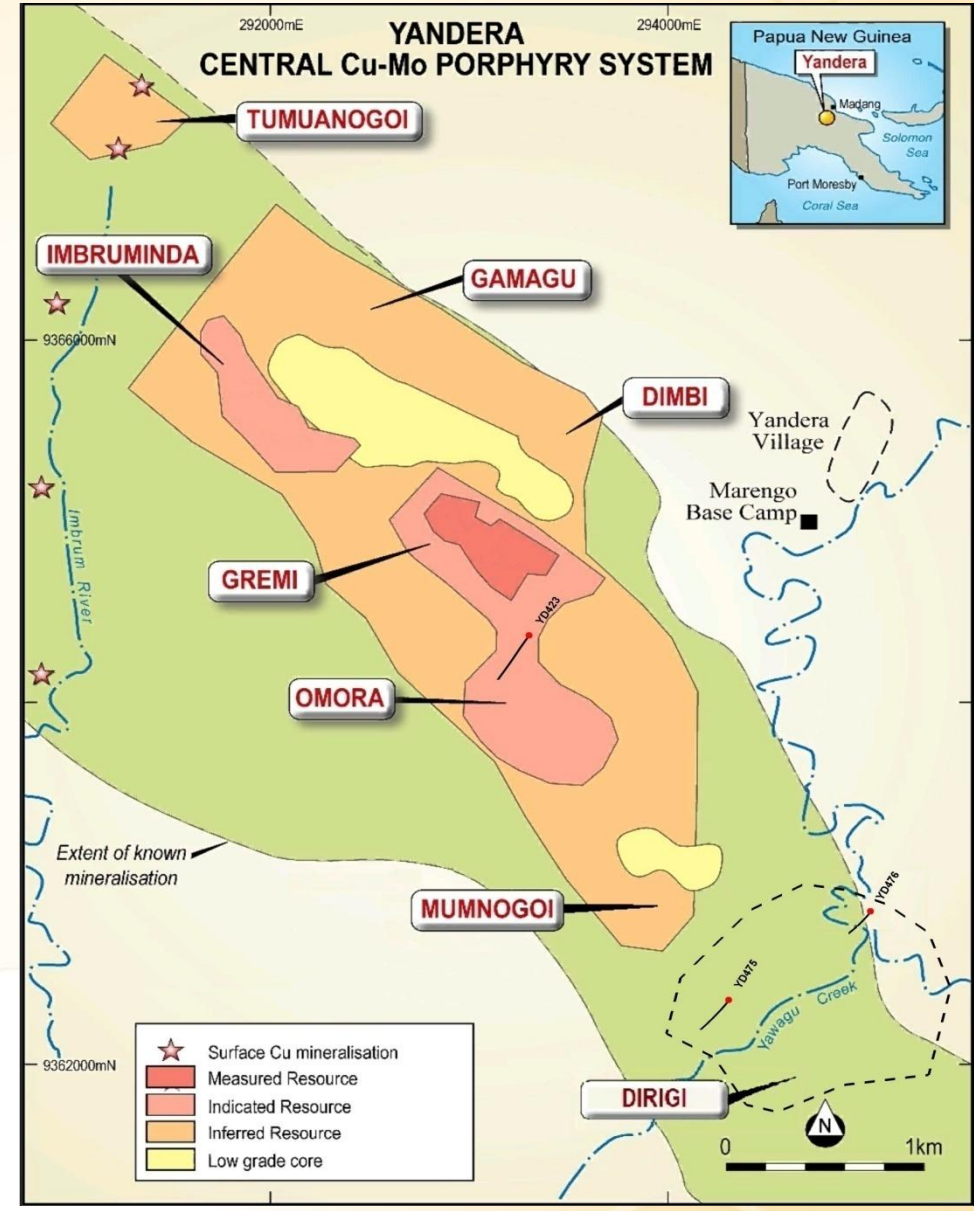 292000mE
294000mE
YANDERA
CENTRAL Cu-Mo PORPHYRY SYSTEM
Papua New Guinea
Yandera
Madang
Solomon
Sea
Port Moresby
Coral Sea
TUMUANOGOI
IMBRUMINDA
GAMAGU
9366000mN
DIMBI
Yandera
Village
Marengo
Base Camp
Imbrum River
GREMI
YD423
OMORA
Extent of known
mineralisation
MUMNOGOI
YD476
YD475
Yawagu Creek
9362000mN
DIRIGI
Surface Cu mineralisation
Measured Resource
Indicated Resource
Inferred Resource
Low grade core
N
0 1km